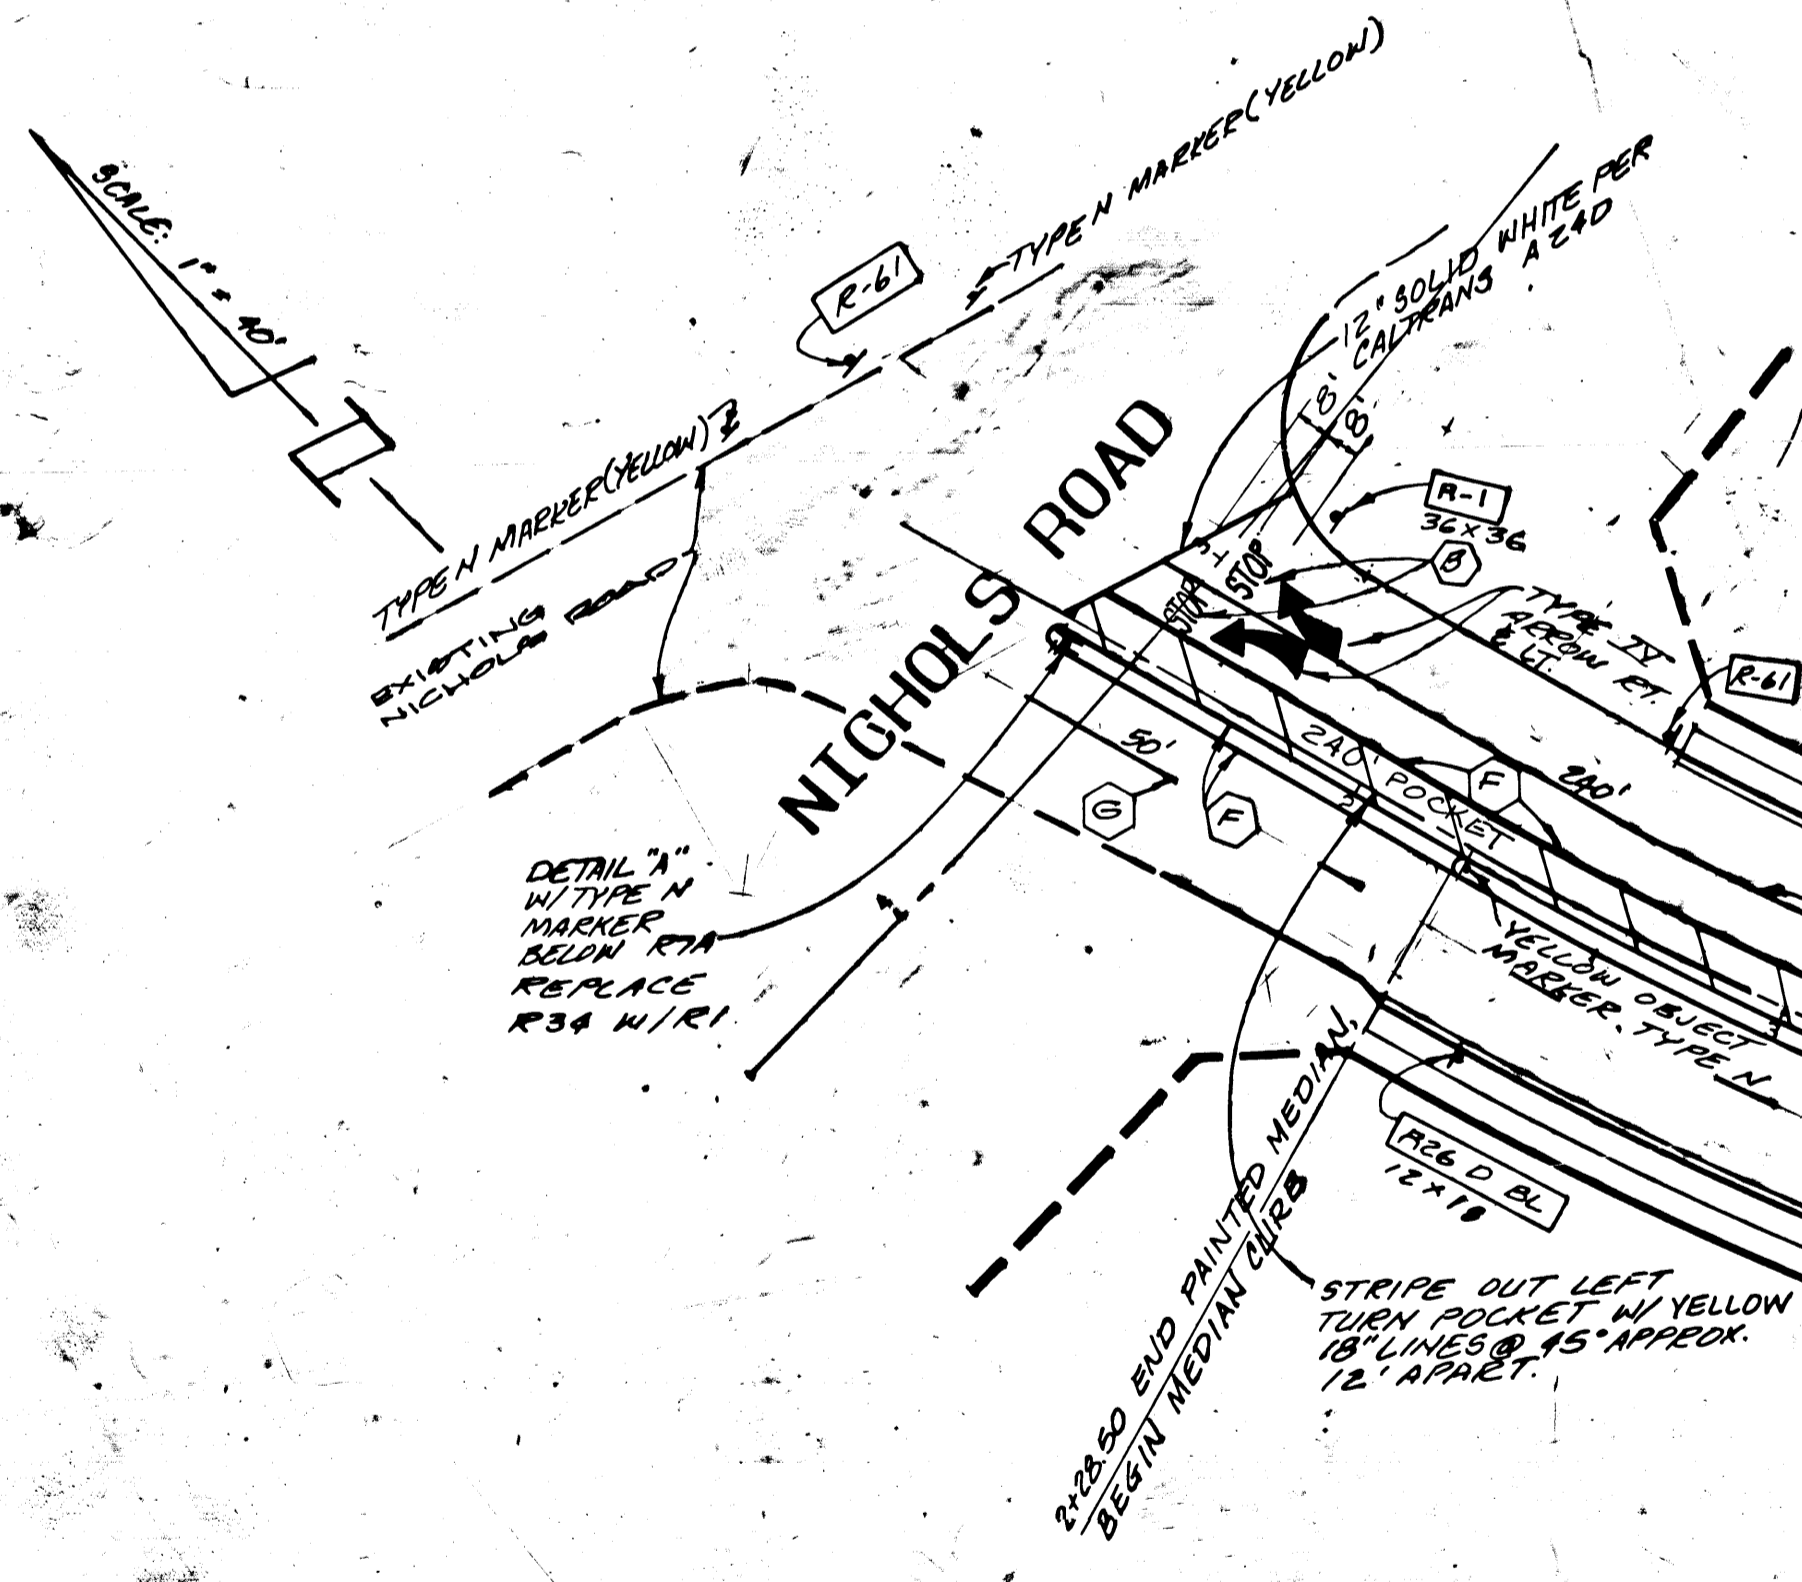 SCALE: 1" = 40'
TYPE N MARKER (YELLOW)
R-61
TYPE N MARKER (YELLOW)
EXISTING
NICHOLS ROAD
NICHOLS ROAD
12" SOLID WHITE PER
CALTRANS A24D
8'
8'
R-1
36 x 36
B
STOP
STOP
TYPE IV
ARROW RT.
& LT.
R-61
50'
240' POCKET
240'
G
F
F
DETAIL "A"
W/TYPE N
MARKER
BELOW R7A
REPLACE
R34 W/R1
YELLOW OBJECT
MARKER. TYPE N
R26 D BL
12 x 18
2+28.50 END PAINTED MEDIAN,
BEGIN MEDIAN CURB
STRIPE OUT LEFT
TURN POCKET W/ YELLOW
18" LINES @ 45° APPROX.
12' APART.